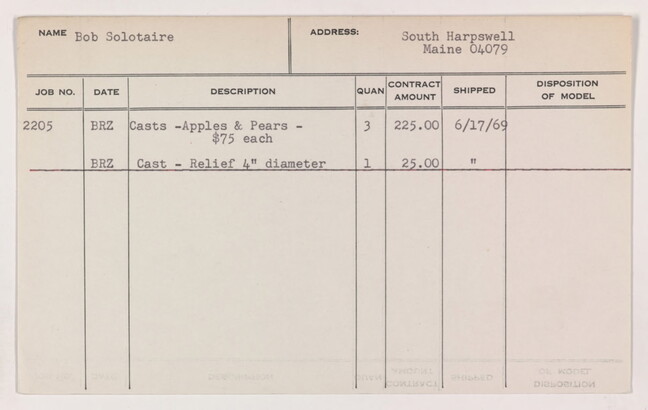 NAME Bob Solotaire ADDRESS: South Harpswell
Maine 04079
JOB NO. DATE DESCRIPTION QUAN CONTRACT AMOUNT SHIPPED DISPOSITION OF MODEL
2205 BRZ Casts -Apples & Pears - 3 225.00 6/17/69
$75 each
BRZ Cast - Relief 4" diameter 1 25.00 "